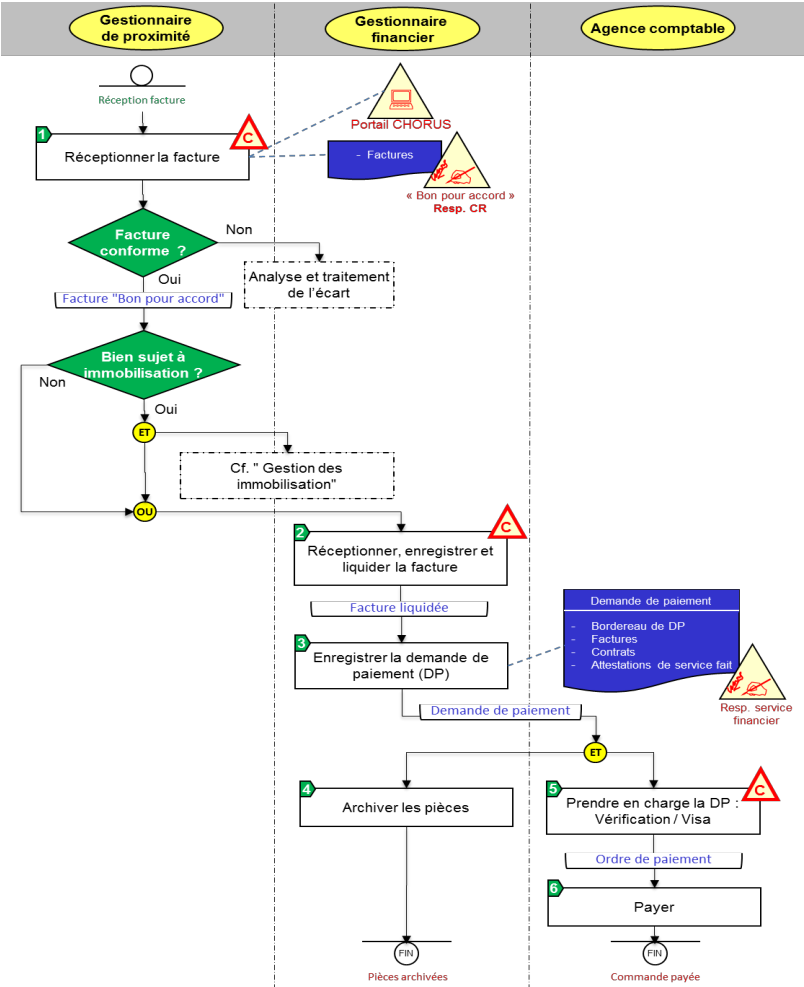 Gestionnaire
de proximité
Gestionnaire
financier
Agence comptable
Réception facture
Portail CHORUS
1
C
Réceptionner la facture
- Factures
« Bon pour accord »
Resp. CR
Facture
conforme ?
Non
Oui
Analyse et traitement
de l'écart
Facture "Bon pour accord"
Bien sujet à
immobilisation ?
Non
Oui
ET
Cf. " Gestion des
immobilisation"
OU
2
C
Réceptionner, enregistrer et
liquider la facture
Facture liquidée
3
Enregistrer la demande de
paiement (DP)
Demande de paiement
- Bordereau de DP
- Factures
- Contrats
- Attestations de service fait
Resp. service
financier
Demande de paiement
ET
4
Archiver les pièces
5
C
Prendre en charge la DP :
Vérification / Visa
Ordre de paiement
6
Payer
FIN
Pièces archivées
FIN
Commande payée